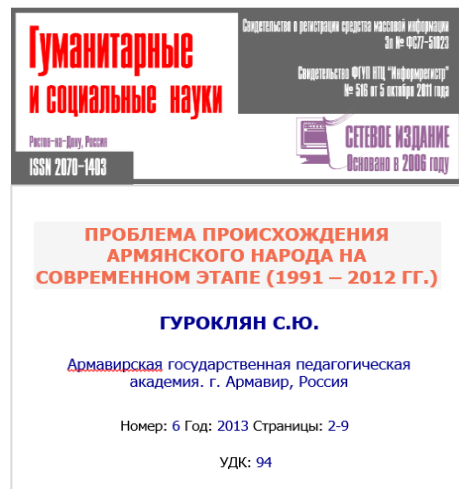 Гуманитарные
и социальные науки
Свидетельство о регистрации средства массовой информации
Эл № ФС77-51023
Свидетельство ФГУП НТЦ "Информрегистр"
№ 516 от 5 октября 2011 года
Ростов-на-Дону, Россия
ISSN 2070-1403
СЕТЕВОЕ ИЗДАНИЕ
Основано в 2006 году
ПРОБЛЕМА ПРОИСХОЖДЕНИЯ
АРМЯНСКОГО НАРОДА НА
СОВРЕМЕННОМ ЭТАПЕ (1991 – 2012 ГГ.)
ГУРОКЛЯН С.Ю.
Армавирская государственная педагогическая
академия. г. Армавир, Россия
Номер: 6 Год: 2013 Страницы: 2-9
УДК: 94